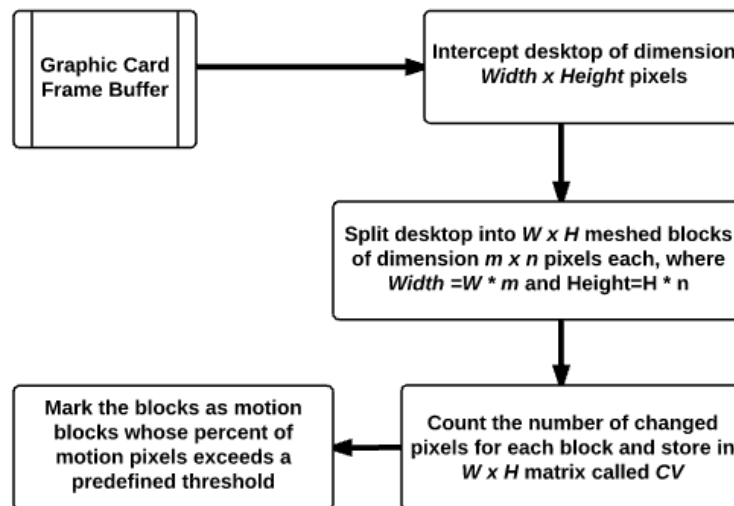 Graphic Card
Frame Buffer
Intercept desktop of dimension
Width x Height pixels
Split desktop into W x H meshed blocks
of dimension m x n pixels each, where
Width =W * m and Height=H * n
Count the number of changed
pixels for each block and store in
W x H matrix called CV
Mark the blocks as motion
blocks whose percent of
motion pixels exceeds a
predefined threshold